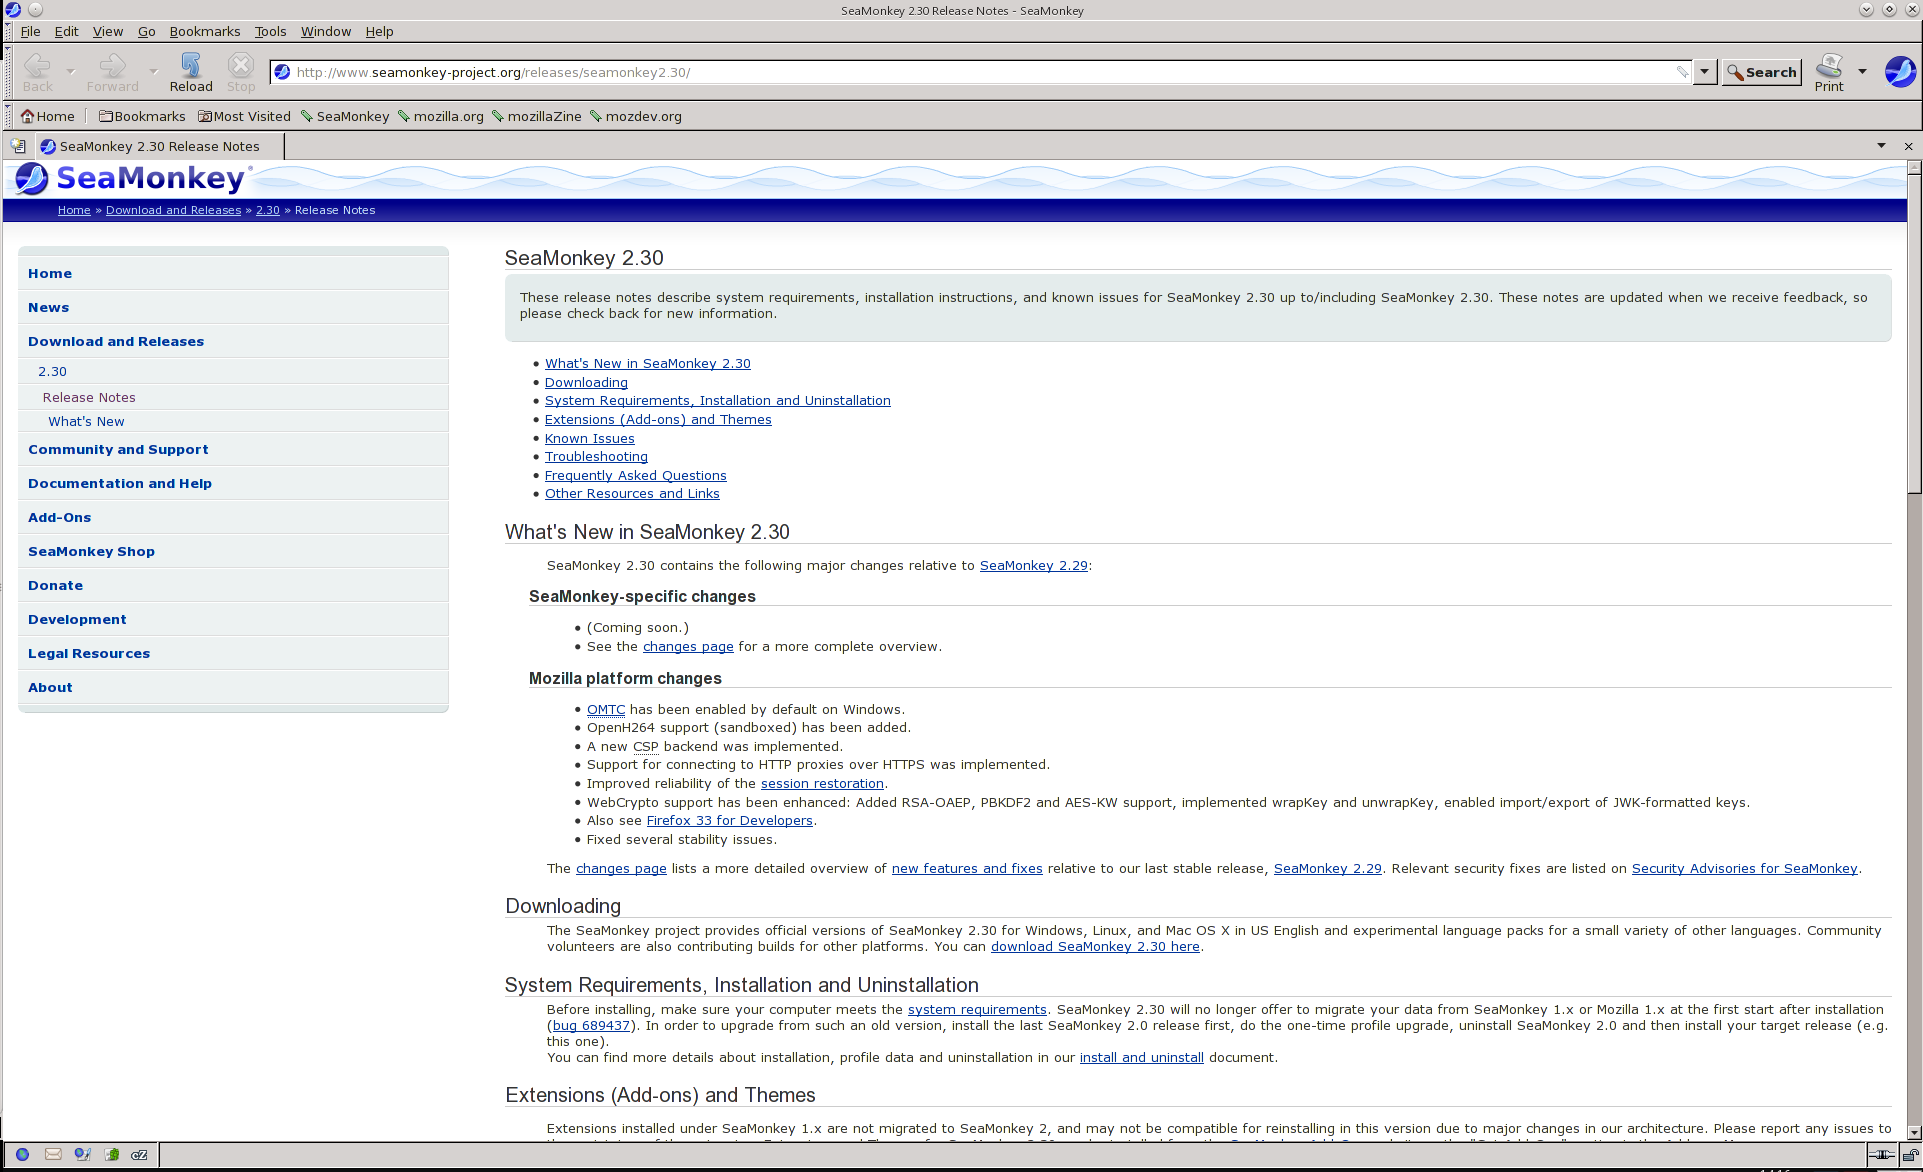 SeaMonkey 2.30 Release Notes - SeaMonkey
File Edit View Go Bookmarks Tools Window Help
Back Forward Reload Stop http://www.seamonkey-project.org/releases/seamonkey2.30/ Search Print
Home Bookmarks Most Visited SeaMonkey mozilla.org mozillaZine mozdev.org
SeaMonkey 2.30 Release Notes
SeaMonkey
Home » Download and Releases » 2.30 » Release Notes
Home
News
Download and Releases
2.30
Release Notes
What's New
Community and Support
Documentation and Help
Add-Ons
SeaMonkey Shop
Donate
Development
Legal Resources
About
SeaMonkey 2.30
These release notes describe system requirements, installation instructions, and known issues for SeaMonkey 2.30 up to/including SeaMonkey 2.30. These notes are updated when we receive feedback, so
please check back for new information.
• What's New in SeaMonkey 2.30
• Downloading
• System Requirements, Installation and Uninstallation
• Extensions (Add-ons) and Themes
• Known Issues
• Troubleshooting
• Frequently Asked Questions
• Other Resources and Links
What's New in SeaMonkey 2.30
SeaMonkey 2.30 contains the following major changes relative to SeaMonkey 2.29:
SeaMonkey-specific changes
• (Coming soon.)
• See the changes page for a more complete overview.
Mozilla platform changes
• OMTC has been enabled by default on Windows.
• OpenH264 support (sandboxed) has been added.
• A new CSP backend was implemented.
• Support for connecting to HTTP proxies over HTTPS was implemented.
• Improved reliability of the session restoration.
• WebCrypto support has been enhanced: Added RSA-OAEP, PBKDF2 and AES-KW support, implemented wrapKey and unwrapKey, enabled import/export of JWK-formatted keys.
• Also see Firefox 33 for Developers.
• Fixed several stability issues.
The changes page lists a more detailed overview of new features and fixes relative to our last stable release, SeaMonkey 2.29. Relevant security fixes are listed on Security Advisories for SeaMonkey.
Downloading
The SeaMonkey project provides official versions of SeaMonkey 2.30 for Windows, Linux, and Mac OS X in US English and experimental language packs for a small variety of other languages. Community
volunteers are also contributing builds for other platforms. You can download SeaMonkey 2.30 here.
System Requirements, Installation and Uninstallation
Before installing, make sure your computer meets the system requirements. SeaMonkey 2.30 will no longer offer to migrate your data from SeaMonkey 1.x or Mozilla 1.x at the first start after installation
(bug 689437). In order to upgrade from such an old version, install the last SeaMonkey 2.0 release first, do the one-time profile upgrade, uninstall SeaMonkey 2.0 and then install your target release (e.g.
this one).
You can find more details about installation, profile data and uninstallation in our install and uninstall document.
Extensions (Add-ons) and Themes
Extensions installed under SeaMonkey 1.x are not migrated to SeaMonkey 2, and may not be compatible for reinstalling in this version due to major changes in our architecture. Please report any issues to
cZ